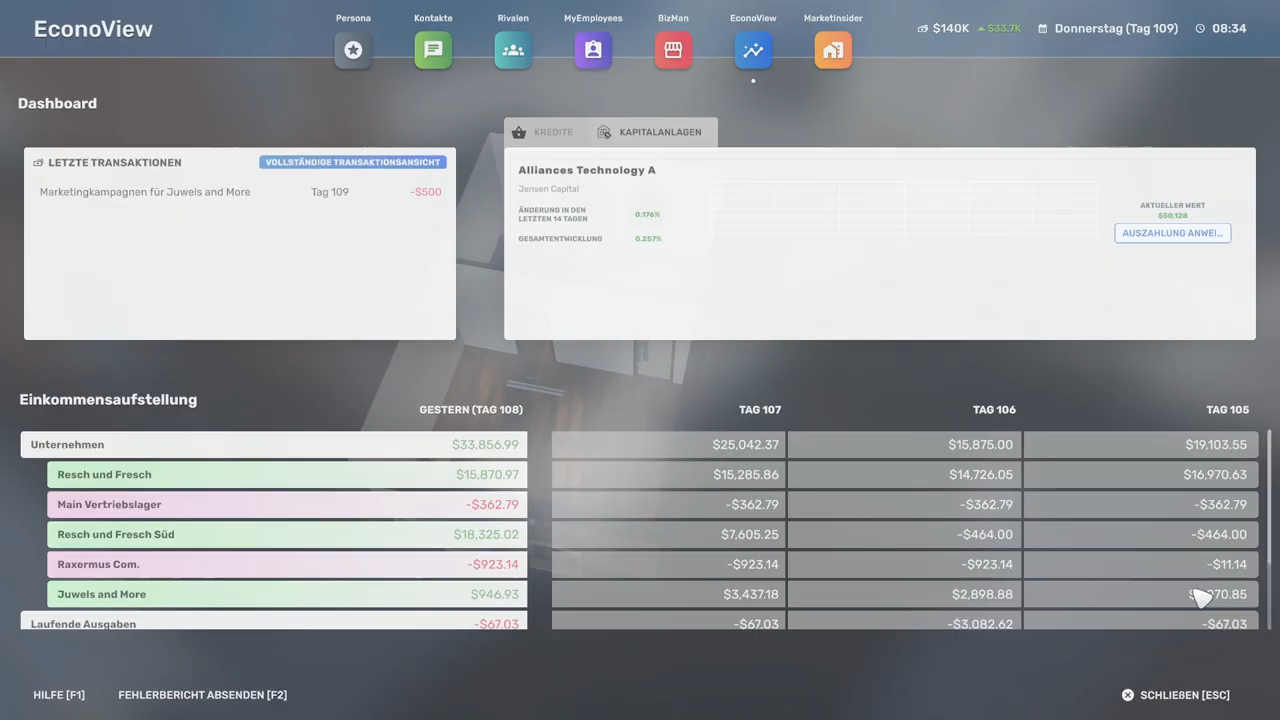 EconoView
Persona
Kontakte
Rivalen
MyEmployees
BizMan
EconoView
MarketInsider
$140K
$33.7K
Donnerstag (Tag 109)
08:34
Dashboard
LETZTE TRANSAKTIONEN
VOLLSTÄNDIGE TRANSAKTIONSANSICHT
Marketingkampagnen für Juwels and More Tag 109 -$500
KREDITE
KAPITALANLAGEN
Alliances Technology A
Jensen Capital
ÄNDERUNG IN DEN
LETZTEN 14 TAGEN
0.176%
GESAMTENTWICKLUNG
0.257%
AKTUELLER WERT
$50,128
AUSZAHLUNG ANWEI...
Einkommensaufstellung
GESTERN (TAG 108) TAG 107 TAG 106 TAG 105
Unternehmen $33,856.99 $25,042.37 $15,875.00 $19,103.55
Resch und Fresch $15,870.97 $15,285.86 $14,726.05 $16,970.63
Main Vertriebslager -$362.79 -$362.79 -$362.79 -$362.79
Resch und Fresch Süd $18,325.02 $7,605.25 -$464.00 -$464.00
Raxermus Com. -$923.14 -$923.14 -$923.14 -$11.14
Juwels and More $946.93 $3,437.18 $2,898.88
Laufende Ausgaben -$67.03 -$67.03 -$3,082.62 -$67.03
HILFE [F1]
FEHLERBERICHT ABSENDEN [F2]
SCHLIEẞEN [ESC]